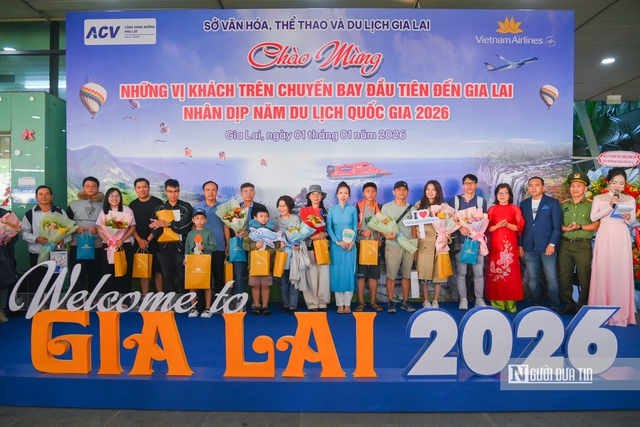 SỞ VĂN HÓA, THỂ THAO VÀ DU LỊCH GIA LAI
ACV
CẢNG HÀNG KHÔNG
PHÙ CÁT
Vietnam Airlines
Chào Mừng
NHỮNG VỊ KHÁCH TRÊN CHUYẾN BAY ĐẦU TIÊN ĐẾN GIA LAI
NHÂN DỊP NĂM DU LỊCH QUỐC GIA 2026
Gia Lai, ngày 01 tháng 01 năm 2026
Welcome to
GIA LAI 2026
NGƯỜI ĐƯA TIN